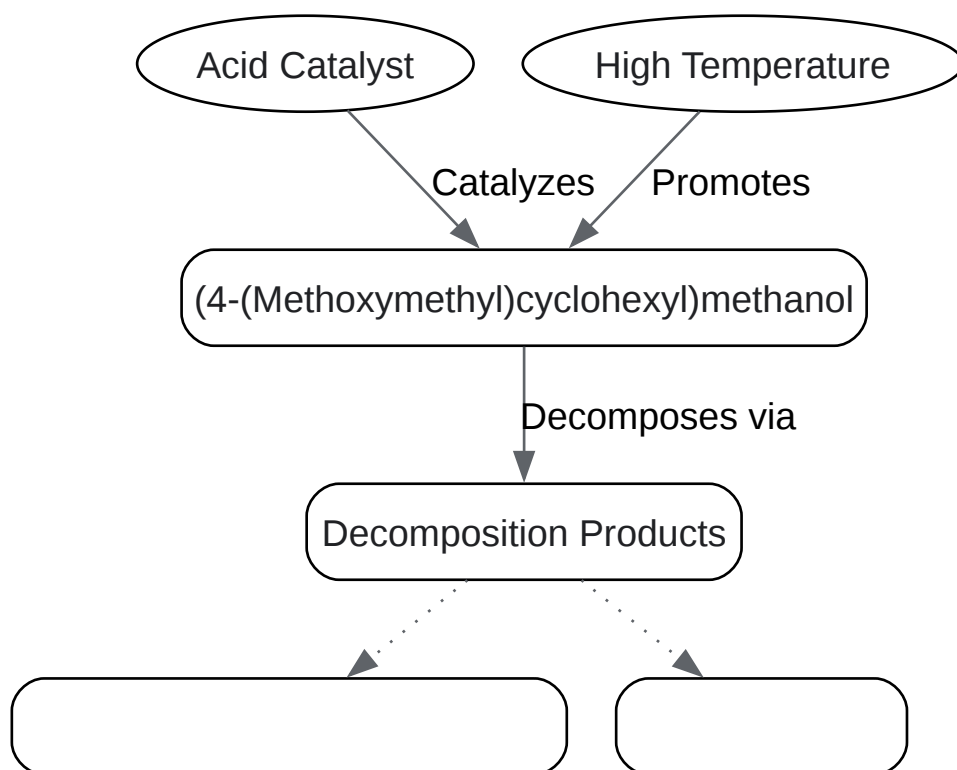 Acid Catalyst
High Temperature
Catalyzes
Promotes
(4-(Methoxymethyl)cyclohexyl)methanol
Decomposes via
Decomposition Products